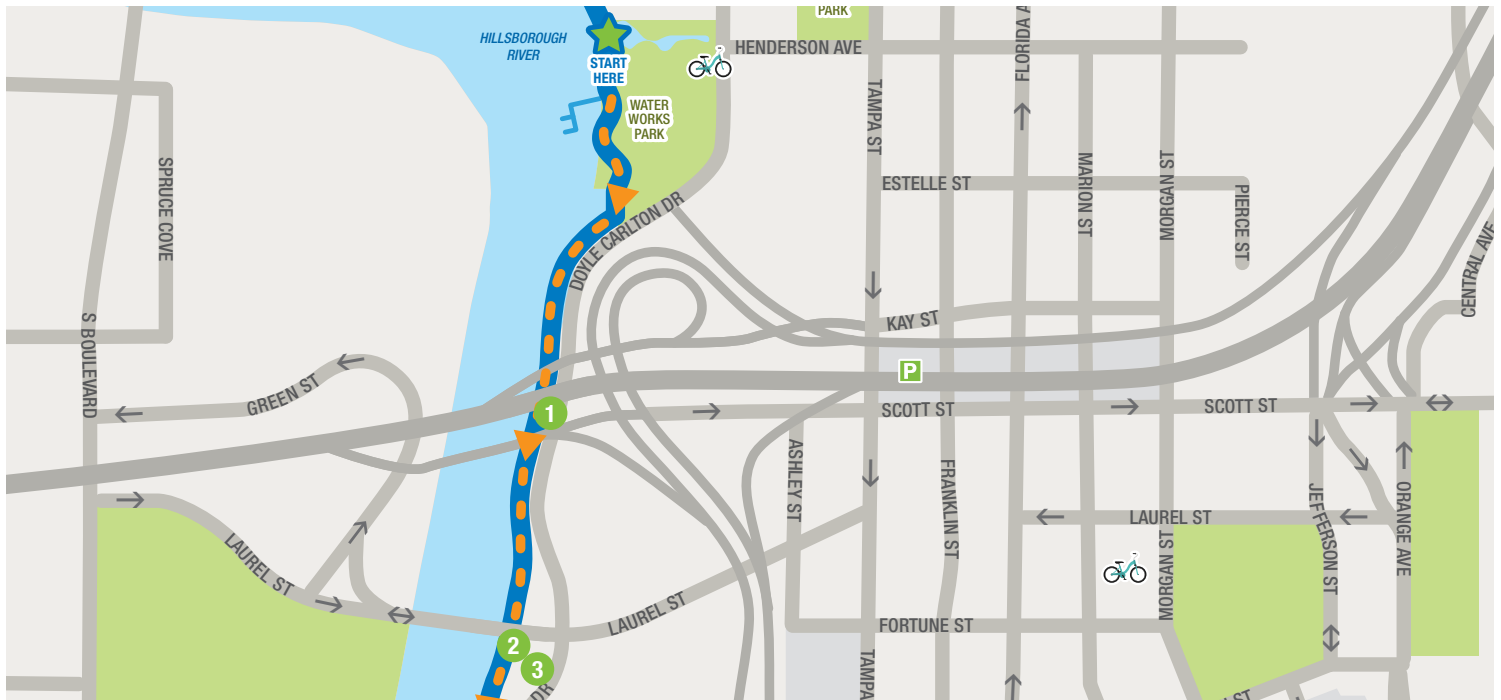 PARK
HILLSBOROUGH
RIVER
START
HERE
HENDERSON AVE
FLORIDA A
WATER
WORKS
PARK
TAMPA ST
SPRUCE COVE
ESTELLE ST
MARION ST
MORGAN ST
PIERCE ST
DOYLE CARLTON DR
CENTRAL AVE
S BOULEVARD
KAY ST
P
GREEN ST
1
SCOTT ST
SCOTT ST
ASHLEY ST
FRANKLIN ST
LAUREL ST
JEFFERSON ST
ORANGE AVE
LAUREL ST
MORGAN ST
LAUREL ST
FORTUNE ST
2
3
TAMPA
DR
ST